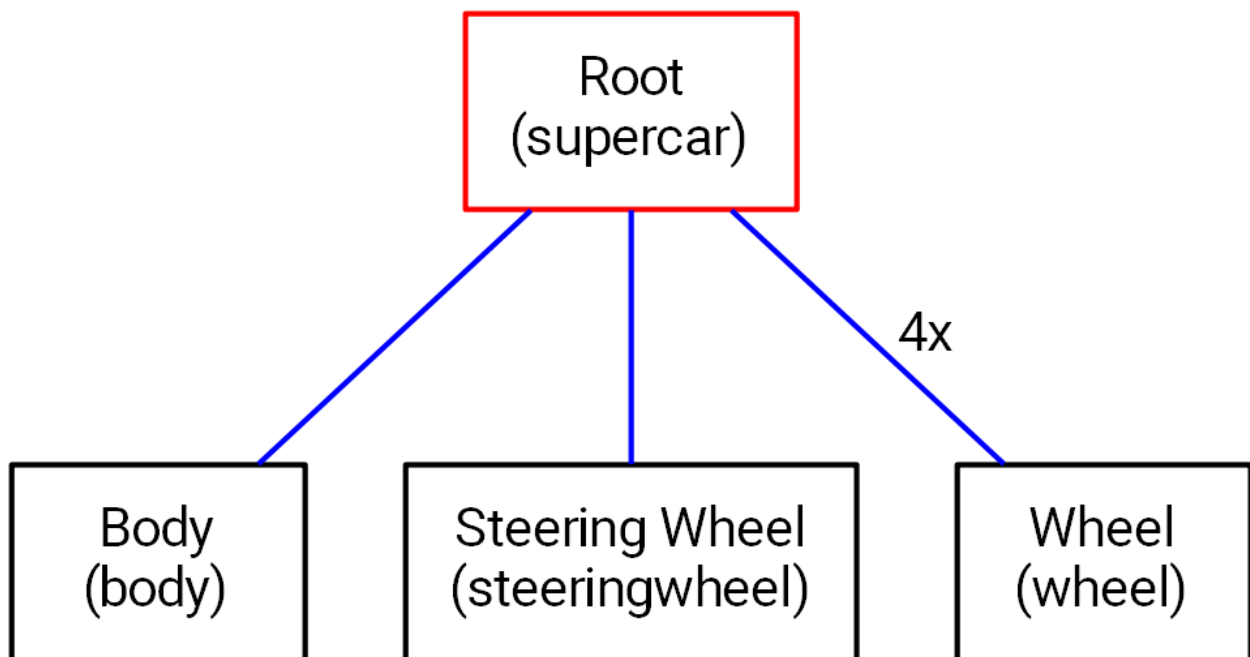 Root
(supercar)
4x
Body
(body)
Steering Wheel
(steeringwheel)
Wheel
(wheel)